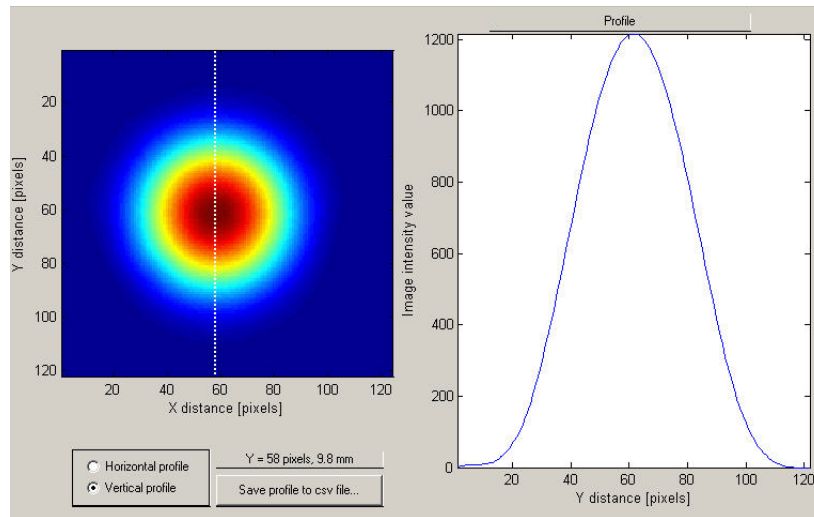 20
40
60
80
100
120
Y distance [pixels]
20
40
60
80
100
120
X distance [pixels]
Profile
1200
1000
800
600
400
200
0
Image intensity value
20
40
60
80
100
120
Y distance [pixels]
Horizontal profile
Vertical profile
Y = 58 pixels, 9.8 mm
Save profile to csv file...